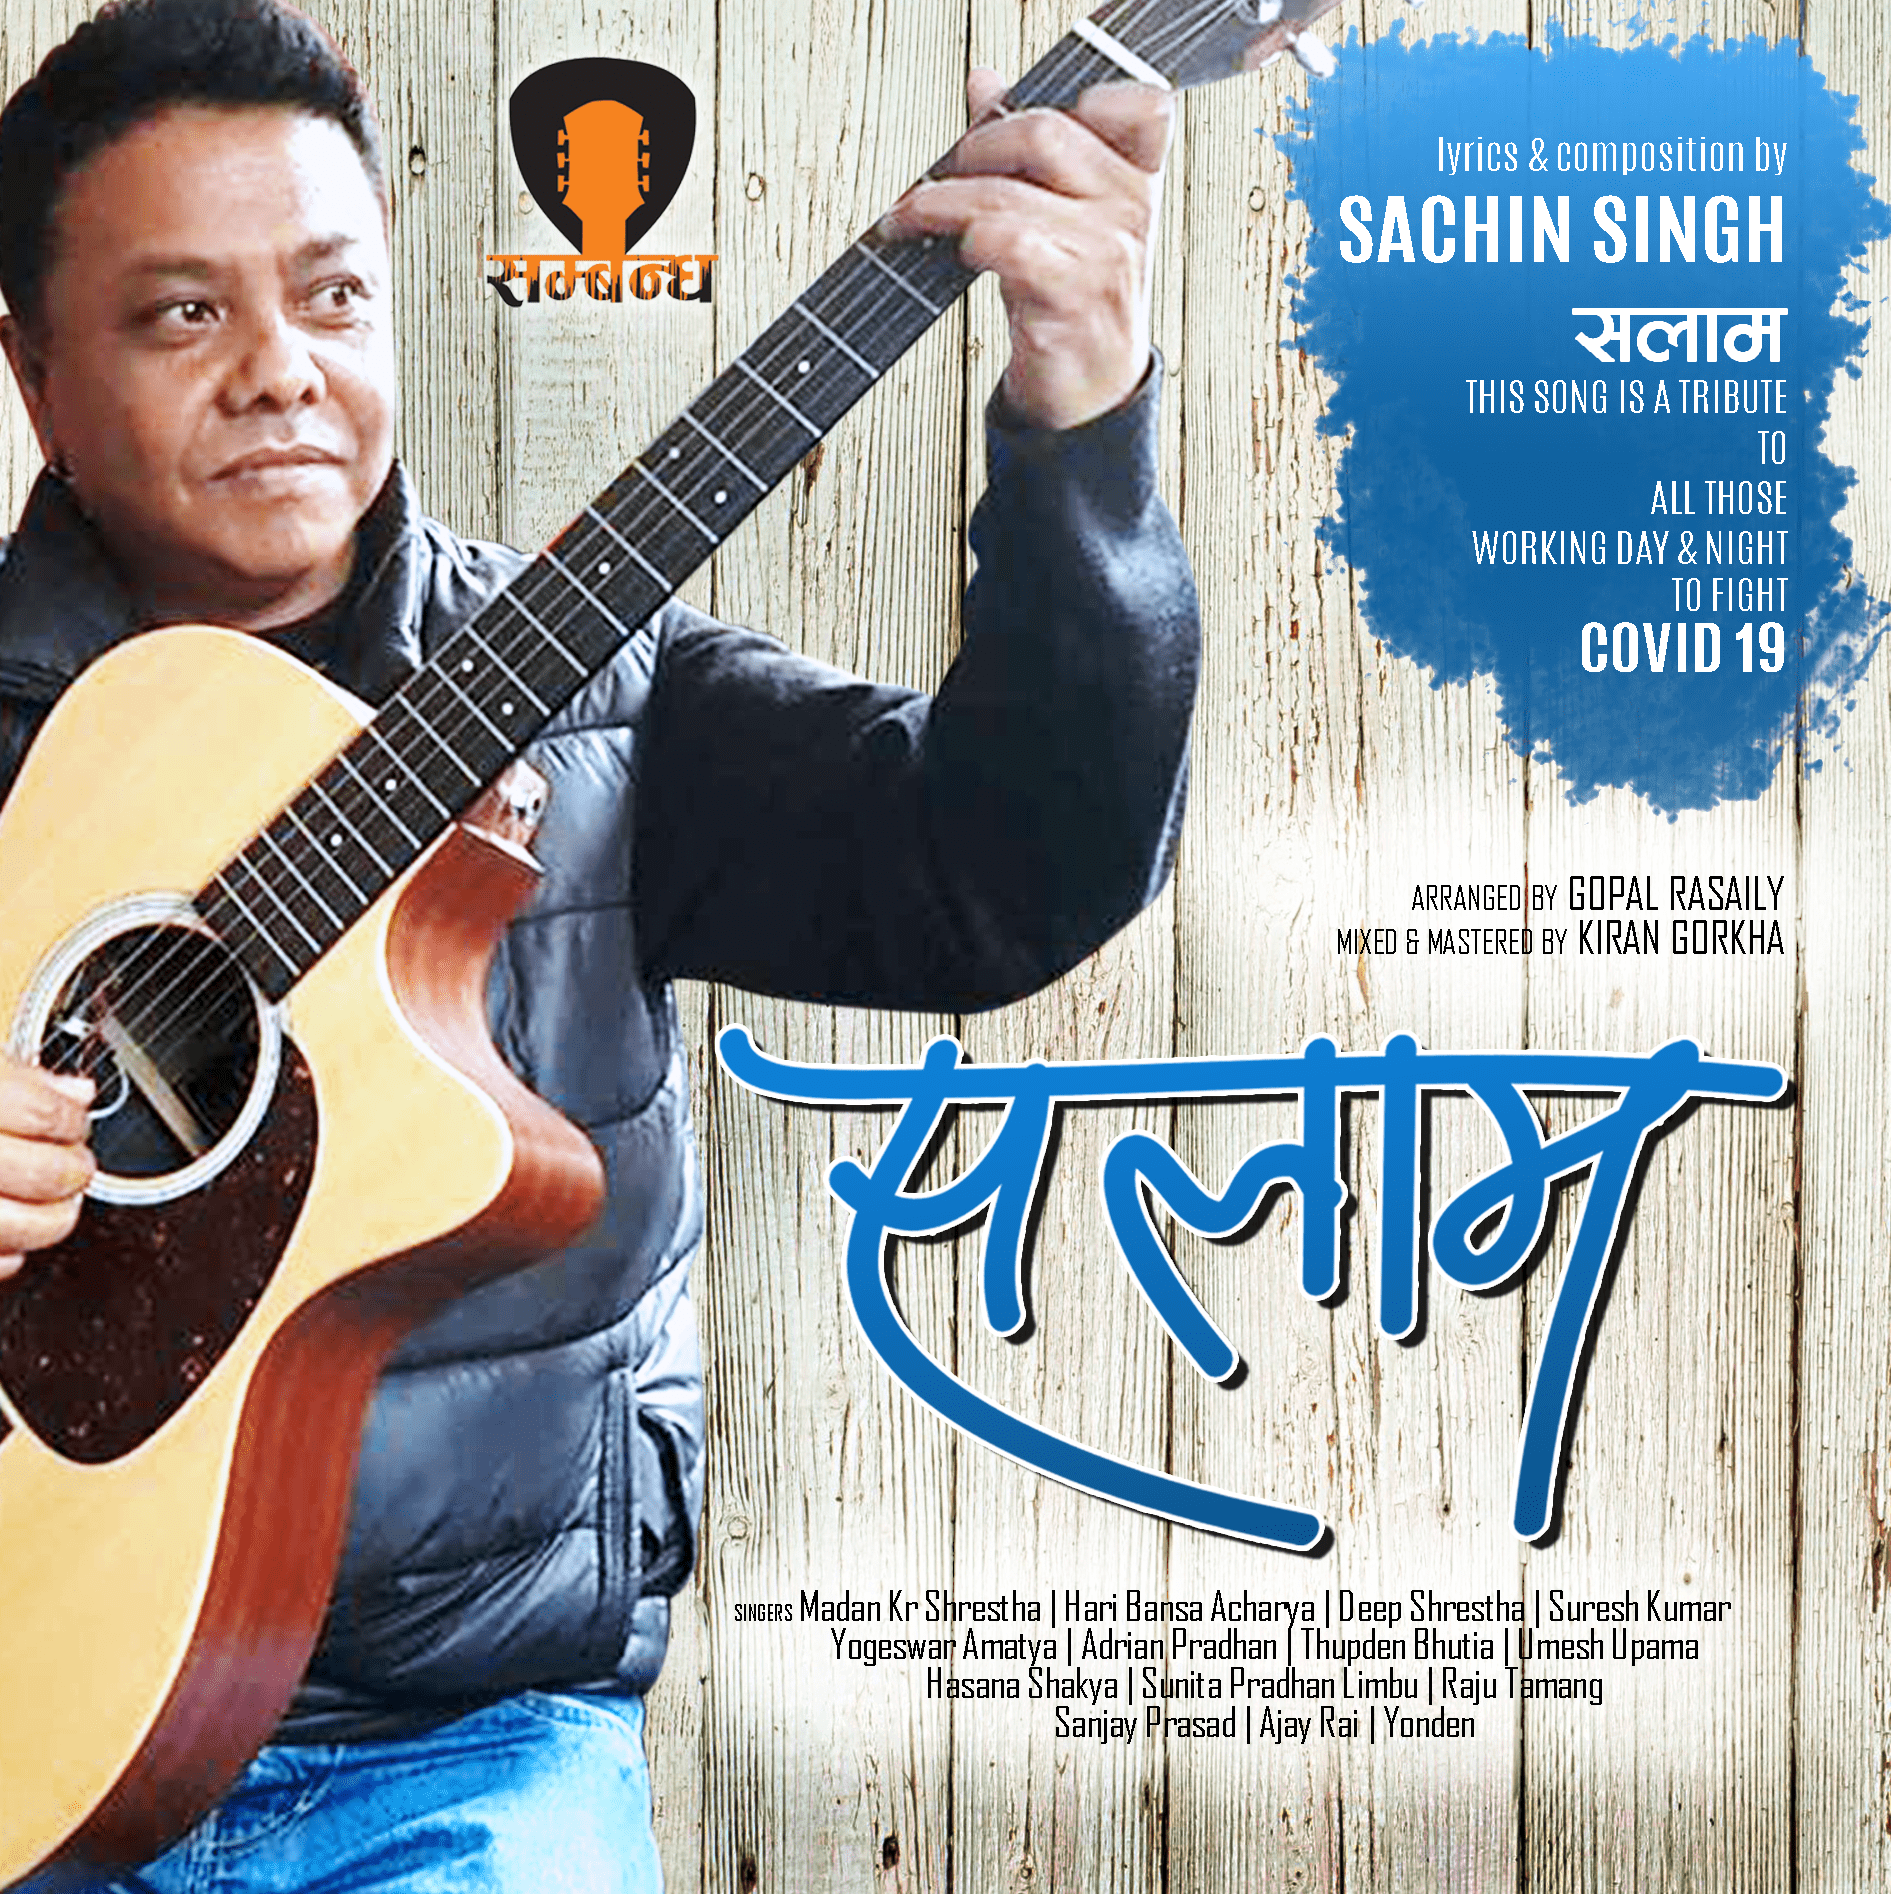 सम्बन्ध
lyrics & composition by
SACHIN SINGH
सलाम
THIS SONG IS A TRIBUTE
TO
ALL THOSE
WORKING DAY & NIGHT
TO FIGHT
COVID 19
ARRANGED BY GOPAL RASAILY
MIXED & MASTERED BY KIRAN GORKHA
सलाम
SINGERS Madan Kr Shrestha | Hari Bansa Acharya | Deep Shrestha | Suresh Kumar
Yogeswar Amatya | Adrian Pradhan | Thupden Bhutia | Umesh Upama
Hasana Shakya | Sunita Pradhan Limbu | Raju Tamang
Sanjay Prasad | Ajay Rai | Yonden